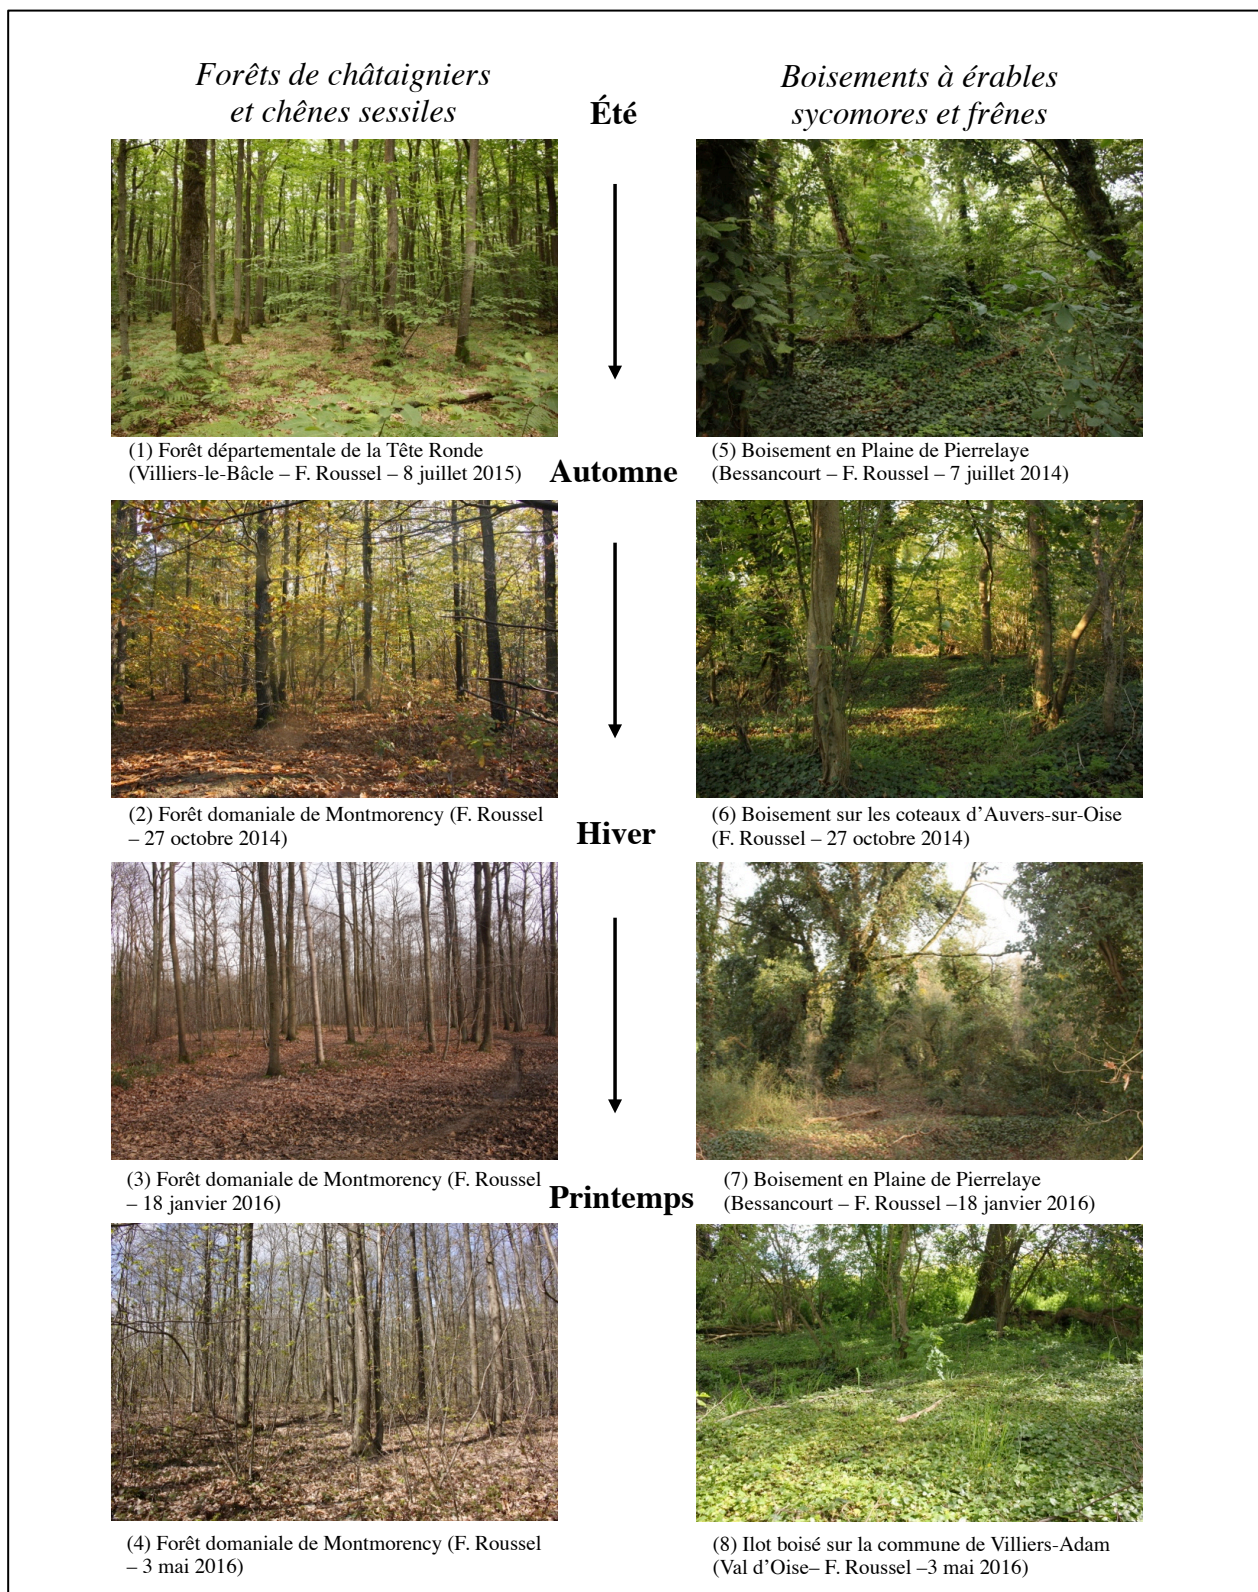 Forêts de châtaigniers
et chênes sessiles
Été
Boisements à érables
sycomores et frênes
(1) Forêt départementale de la Tête Ronde
(Villiers-le-Bâcle – F. Roussel – 8 juillet 2015)
(5) Boisement en Plaine de Pierrelaye
(Bessancourt – F. Roussel – 7 juillet 2014)
Automne
(2) Forêt domaniale de Montmorency (F. Roussel
– 27 octobre 2014)
(6) Boisement sur les coteaux d’Auvers-sur-Oise
(F. Roussel – 27 octobre 2014)
Hiver
(3) Forêt domaniale de Montmorency (F. Roussel
– 18 janvier 2016)
(7) Boisement en Plaine de Pierrelaye
(Bessancourt – F. Roussel –18 janvier 2016)
Printemps
(4) Forêt domaniale de Montmorency (F. Roussel
– 3 mai 2016)
(8) Ilot boisé sur la commune de Villiers-Adam
(Val d’Oise– F. Roussel –3 mai 2016)